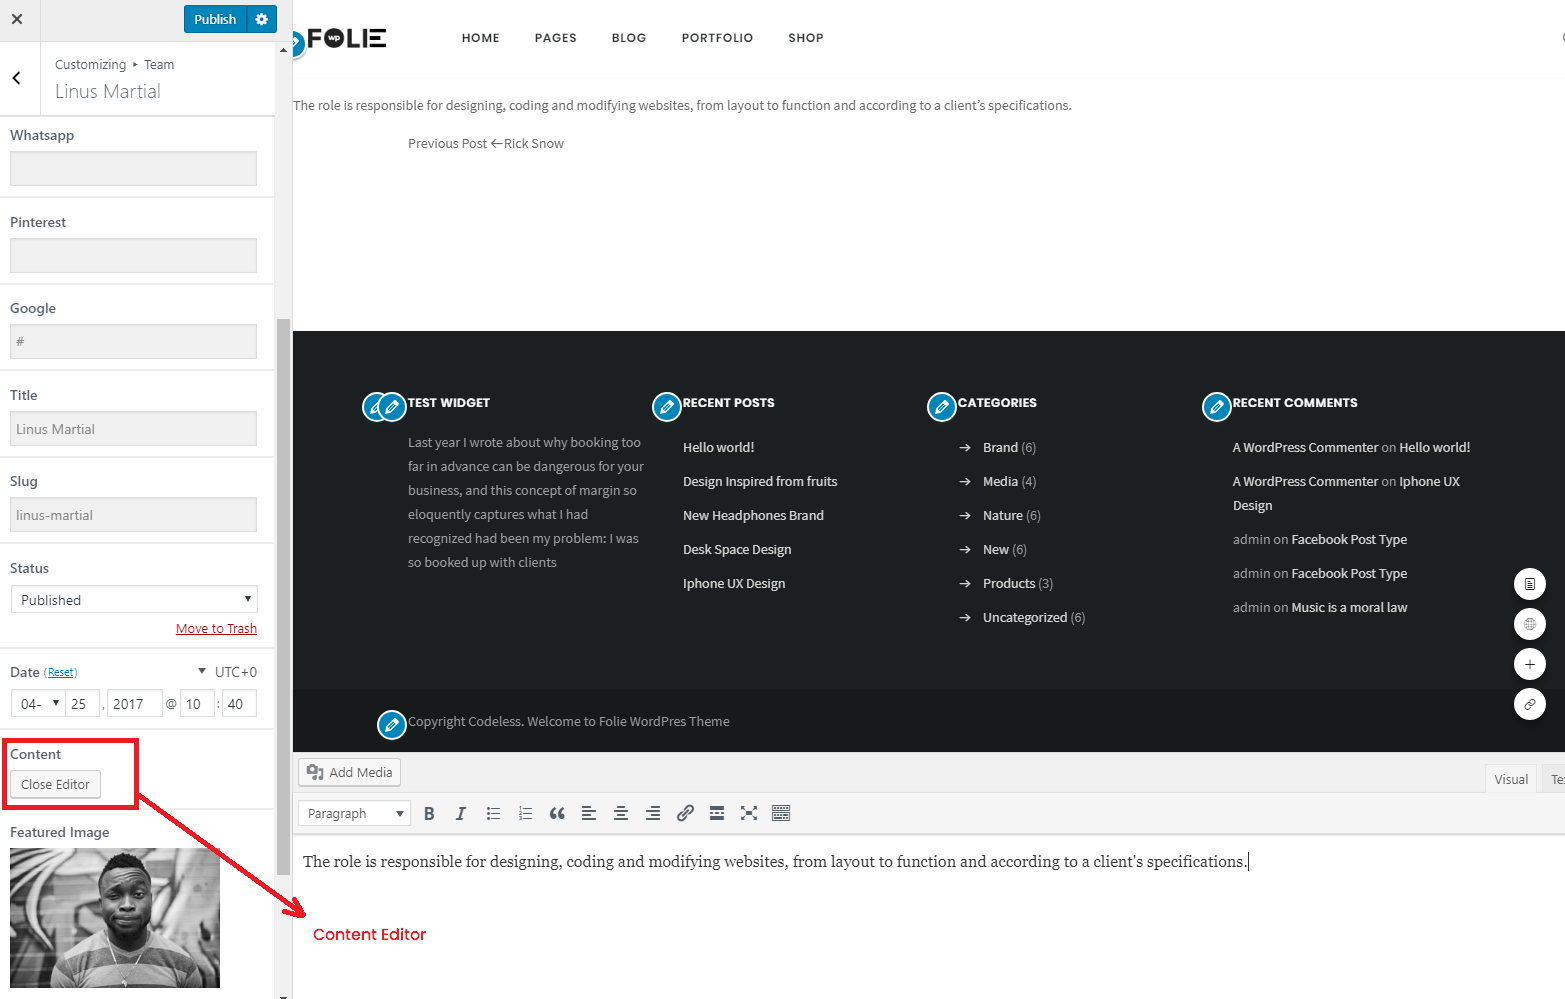 Publish
Customizing ▸ Team
Linus Martial
Whatsapp
Pinterest
Google
#
Title
Linus Martial
Slug
linus-martial
Status
Published
Move to Trash
Date (Reset) UTC+0
04- 25 , 2017 @ 10 : 40
Content
Close Editor
Featured Image
FOLIE
wp
HOME PAGES BLOG PORTFOLIO SHOP
The role is responsible for designing, coding and modifying websites, from layout to function and according to a client’s specifications.
Previous Post ←Rick Snow
TEST WIDGET
Last year I wrote about why booking too
far in advance can be dangerous for your
business, and this concept of margin so
eloquently captures what I had
recognized had been my problem: I was
so booked up with clients
RECENT POSTS
Hello world!
Design Inspired from fruits
New Headphones Brand
Desk Space Design
Iphone UX Design
CATEGORIES
→ Brand (6)
→ Media (4)
→ Nature (6)
→ New (6)
→ Products (3)
→ Uncategorized (6)
RECENT COMMENTS
A WordPress Commenter on Hello world!
A WordPress Commenter on Iphone UX
Design
admin on Facebook Post Type
admin on Facebook Post Type
admin on Music is a moral law
Copyright Codeless. Welcome to Folie WordPres Theme
Add Media
Visual
Paragraph
The role is responsible for designing, coding and modifying websites, from layout to function and according to a client's specifications.
Content Editor